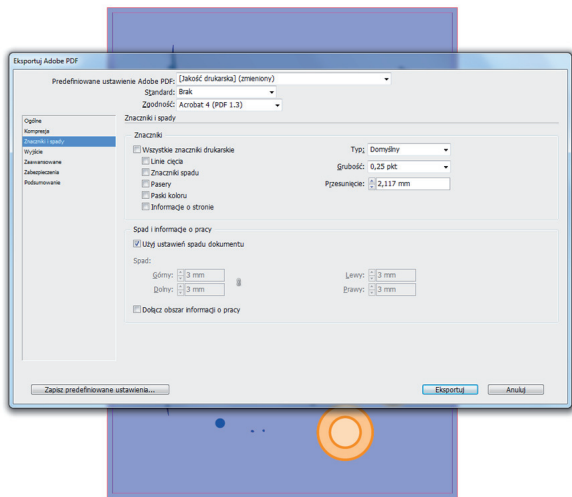 Eksportuj Adobe PDF
Predefiniowane ustawienie Adobe PDF: [Jakość drukarska] (zmieniony)
Standard: Brak
Zgodność: Acrobat 4 (PDF 1.3)
Ogólne
Kompresja
Znaczniki i spady
Wyjście
Zaawansowane
Zabezpieczenia
Podsumowanie
Znaczniki i spady
Znaczniki
Wszystkie znaczniki drukarskie
Linie cięcia
Znaczniki spadu
Pasery
Paski koloru
Informacje o stronie
Typ: Domyślny
Grubość: 0,25 pkt
Przesunięcie: 2,117 mm
Spad i informacje o pracy
Użyj ustawień spadu dokumentu
Spad:
Górny: 3 mm
Dolny: 3 mm
Lewy: 3 mm
Prawy: 3 mm
Dołącz obszar informacji o pracy
Zapisz predefiniowane ustawienia...
Eksportuj
Anuluj